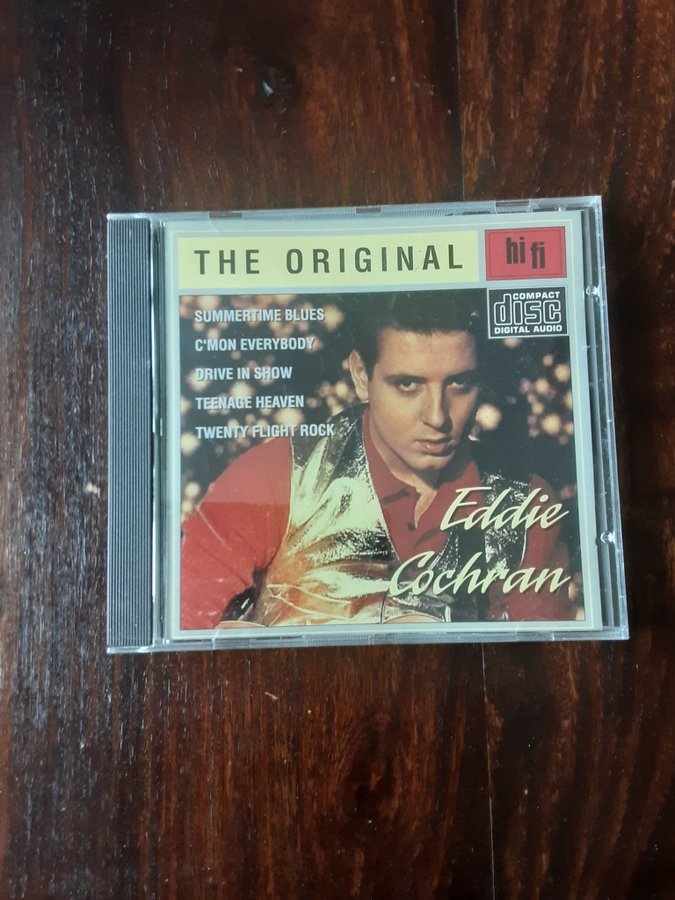 THE ORIGINAL
hi fi
COMPACT
disc
DIGITAL AUDIO
SUMMERTIME BLUES
C'MON EVERYBODY
DRIVE IN SHOW
TEENAGE HEAVEN
TWENTY FLIGHT ROCK
Eddie
Cochran